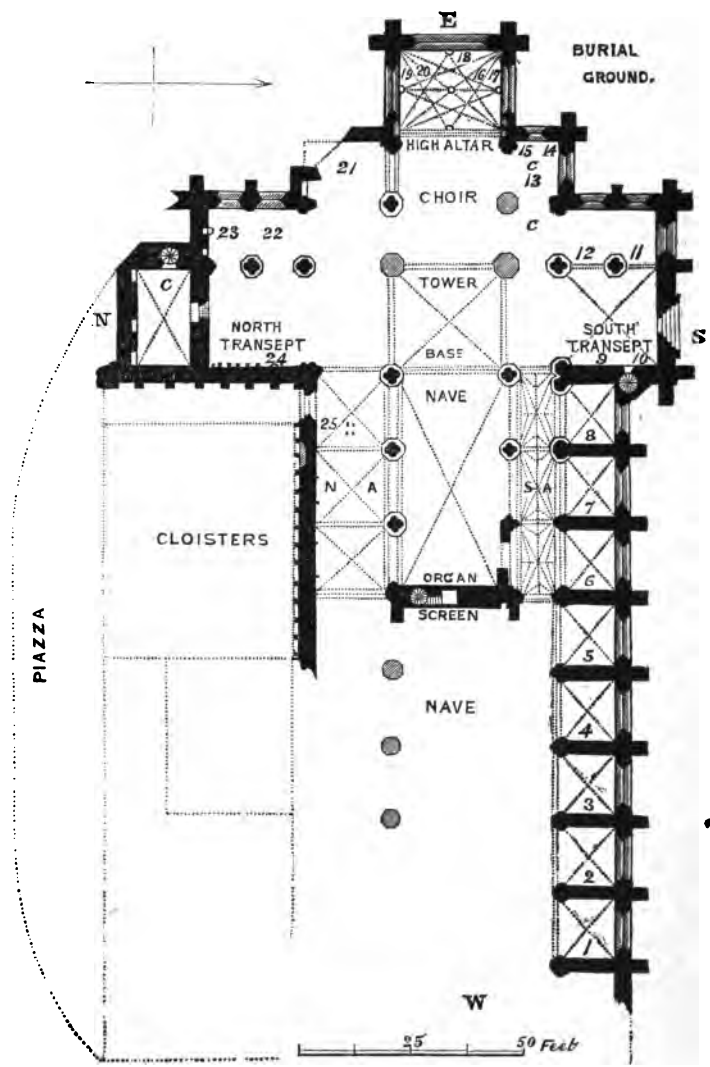 E
BURIAL
GROUND.
18
19 20 16 17
HIGH ALTAR
15 14
C
13
21
CHOIR
C
23 22
12 11
C
TOWER
N
NORTH
TRANSEPT
SOUTH
TRANSEPT
S
BASE
24
9 10
NAVE
25
8
N A
S A
7
CLOISTERS
6
ORGAN
SCREEN
5
PIAZZA
NAVE
4
3
2
1
W
25 50 Feet